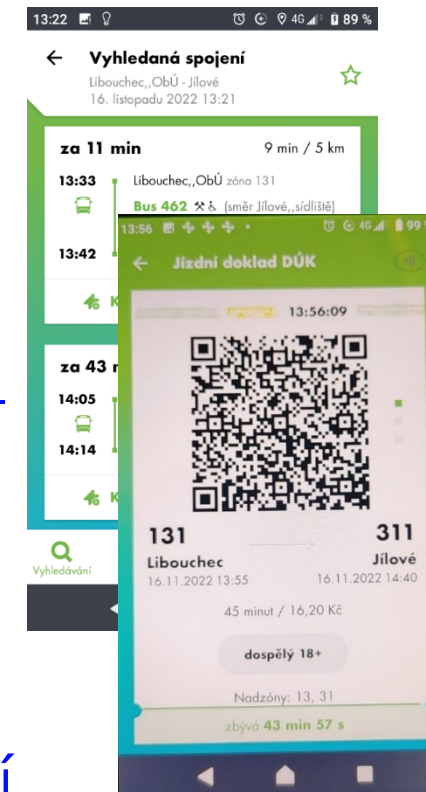 13:22 4G 89 %
Vyhledaná spojení
Libouchec,,ObÚ - Jílové
16. listopadu 2022 13:21
za 11 min 9 min / 5 km
13:33 Libouchec,,ObÚ zóna 131
Bus 462 (směr Jílové,,sídliště)
13:42
K
za 43
14:05
14:14
K
Vyhledávání
13:56 4G 99
Jízdní doklad DÚK
13:56:09
131 311
Libouchec Jílové
16.11.2022 13:55 16.11.2022 14:40
45 minut / 16,20 Kč
dospělý 18+
Nadzóny: 13, 31
zbývá 43 min 57 s
í